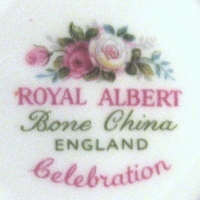 ROYAL ALBERT
Bone China
ENGLAND
Celebration